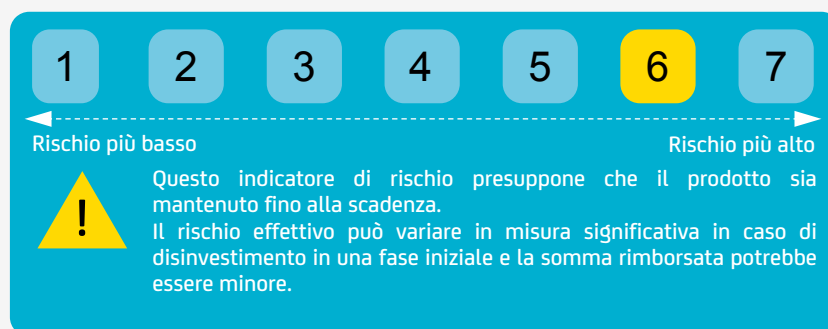 1 2 3 4 5 6 7
Rischio più basso Rischio più alto
!
Questo indicatore di rischio presuppone che il prodotto sia
mantenuto fino alla scadenza.
Il rischio effettivo può variare in misura significativa in caso di
disinvestimento in una fase iniziale e la somma rimborsata potrebbe
essere minore.